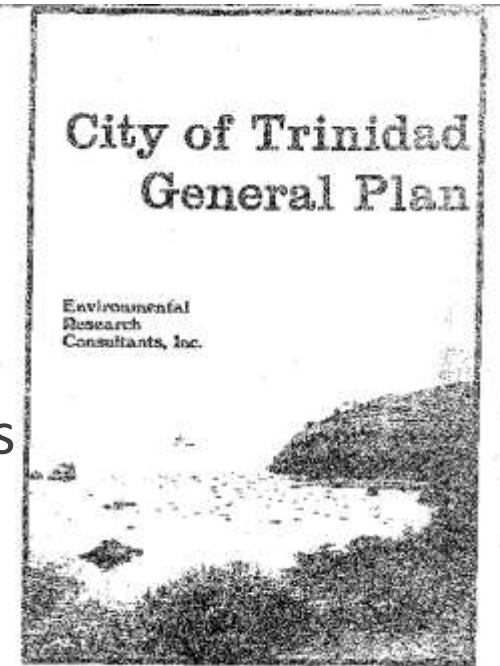 City of Trinidad
General Plan
Environmental
Research
Consultants, Inc.
s